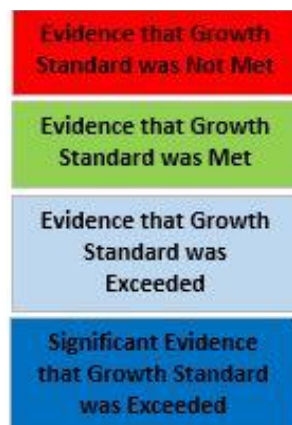 Evidence that Growth
Standard was Not Met
Evidence that Growth
Standard was Met
Evidence that Growth
Standard was
Exceeded
Significant Evidence
that Growth Standard
was Exceeded